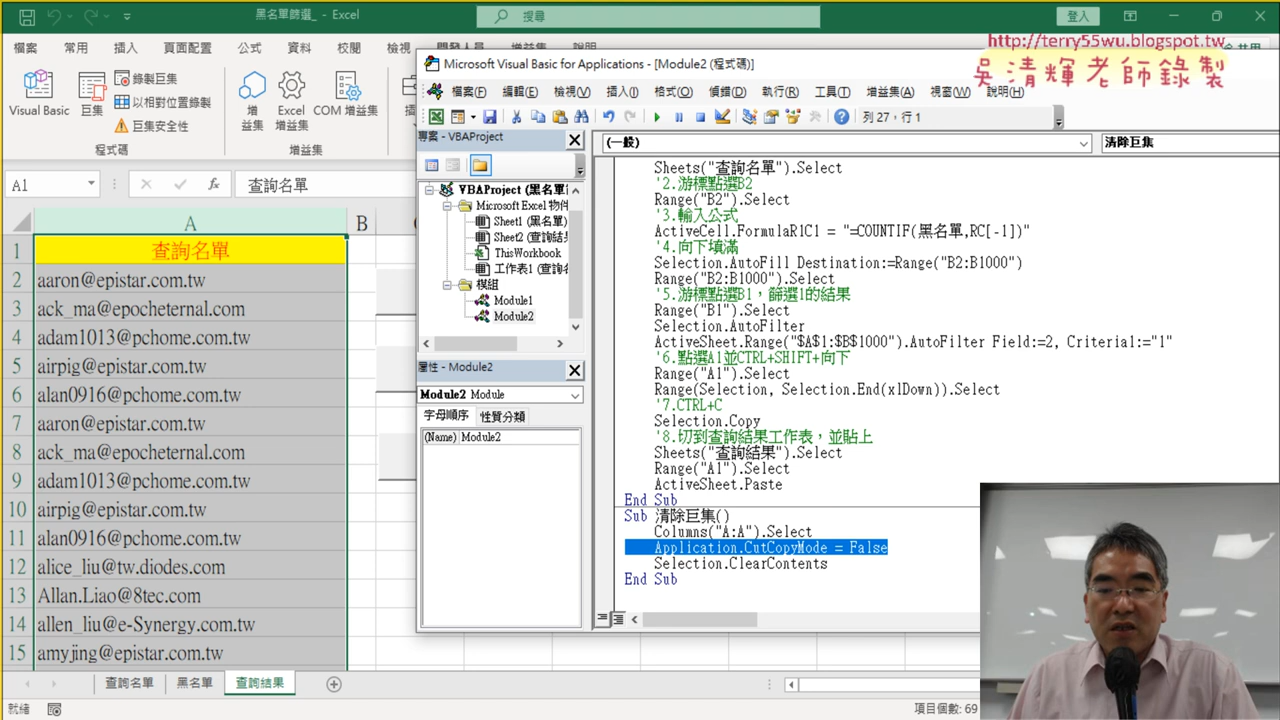 黑名單篩選_ - Excel
搜尋
登入
檔案 常用 插入 頁面配置 公式 資料 校閱 檢視
Visual Basic
巨集
錄製巨集
以相對位置錄製
巨集安全性
程式碼
增
益集
Excel
增益集
COM 增益集
增益集
A1
查詢名單
A B
1 查詢名單
2 aaron@epistar.com.tw
3 ack_ma@epocheternal.com
4 adam1013@pchome.com.tw
5 airpig@epistar.com.tw
6 alan0916@pchome.com.tw
7 aaron@epistar.com.tw
8 ack_ma@epocheternal.com
9 adam1013@pchome.com.tw
10 airpig@epistar.com.tw
11 alan0916@pchome.com.tw
12 alice_liu@tw.diodes.com
13 Allan.Liao@8tec.com
14 allen_liu@e-Synergy.com.tw
15 amyjing@epistar.com.tw
查詢名單 黑名單 查詢結果
就緒
項目個數: 69
http://terry55wu.blogspot.tw
吳清輝老師錄製
Microsoft Visual Basic for Applications - [Module2 (程式碼)]
檔案(F) 編輯(E) 檢視(V) 插入(I) 格式(O) 偵錯(D) 執行(R) 工具(T) 增益集(A) 視窗(W) 說明(H)
列 27，行 1
專案 - VBAProject
VBAProject (黑名單
Microsoft Excel 物件
Sheet1 (黑名單)
Sheet2 (查詢結
ThisWorkbook
工作表1 (查詢名
模組
Module1
Module2
屬性 - Module2
Module2 Module
字母順序 性質分類
(Name) Module2
(一般)
清除巨集
Sheets("查詢名單").Select
'2.游標點選B2
Range("B2").Select
'3.輸入公式
ActiveCell.FormulaR1C1 = "=COUNTIF(黑名單,RC[-1])"
'4.向下填滿
Selection.AutoFill Destination:=Range("B2:B1000")
Range("B2:B1000").Select
'5.游標點選B1，篩選1的結果
Range("B1").Select
Selection.AutoFilter
ActiveSheet.Range("$A$1:$B$1000").AutoFilter Field:=2, Criteria1:="1"
'6.點選A1並CTRL+SHIFT+向下
Range("A1").Select
Range(Selection, Selection.End(xlDown)).Select
'7.CTRL+C
Selection.Copy
'8.切到查詢結果工作表，並貼上
Sheets("查詢結果").Select
Range("A1").Select
ActiveSheet.Paste
End Sub
Sub 清除巨集()
Columns("A:A").Select
Application.CutCopyMode = False
Selection.ClearContents
End Sub